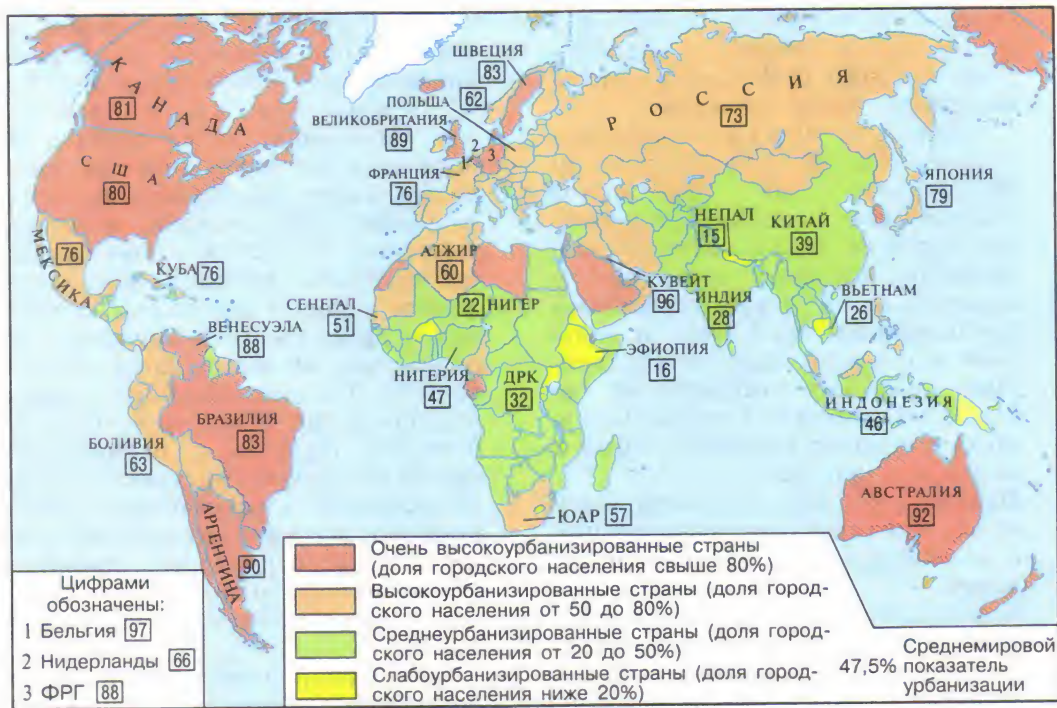 КАНАДА
81
США
80
МЕКСИКА
76
КУБА 76
ВЕНЕСУЭЛА
88
БРАЗИЛИЯ
83
БОЛИВИЯ
63
АРГЕНТИНА
90
ШВЕЦИЯ
83
62
ПОЛЬША
ВЕЛИКОБРИТАНИЯ
89
2
3
1
ФРАНЦИЯ
76
РОССИЯ
73
ЯПОНИЯ
79
НЕПАЛ
15
КИТАЙ
39
АЛЖИР
60
22 НИГЕР
СЕНЕГАЛ
51
КУВЕЙТ
96
ИНДИЯ
28
ВЬЕТНАМ
26
ЭФИОПИЯ
16
НИГЕРИЯ
47
ДРК
32
ИНДОНЕЗИЯ
46
ЮАР 57
АВСТРАЛИЯ
92
Цифрами
обозначены:
1 Бельгия 97
2 Нидерланды 66
3 ФРГ 88
Очень высокоурбанизированные страны
(доля городского населения свыше 80%)
Высокоурбанизированные страны (доля город-
ского населения от 50 до 80%)
Среднеурбанизированные страны (доля город-
ского населения от 20 до 50%)
Слабоурбанизированные страны (доля город-
ского населения ниже 20%)
47,5% Среднемировой
показатель
урбанизации